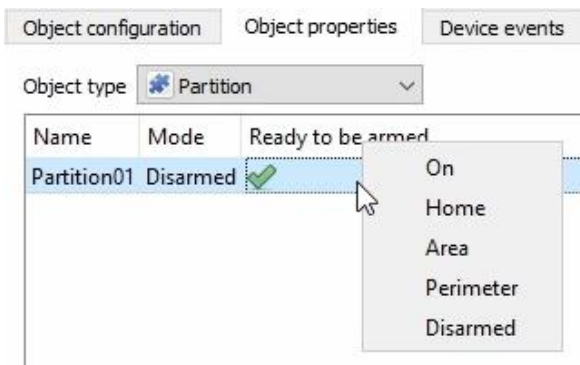 Object configuration Object properties Device events
Object type Partition
Name Mode Ready to be armed
Partition01 Disarmed
On
Home
Area
Perimeter
Disarmed